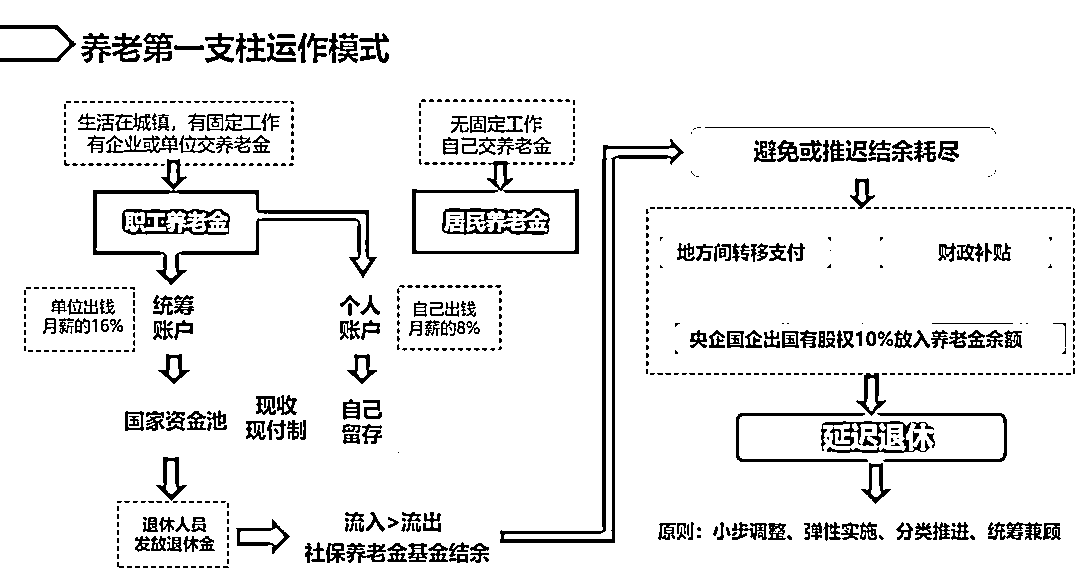 养老第一支柱运作模式
生活在城镇，有固定工作
有企业或单位交养老金
无固定工作
自己交养老金
职工养老金
居民养老金
单位出钱
月薪的16%
统筹
账户
个人
账户
自己出钱
月薪的8%
国家资金池
现收
现付制
自己
留存
退休人员
发放退休金
流入>流出
社保养老金基金结余
避免或推迟结余耗尽
地方间转移支付
财政补贴
央企国企出国有股权10%放入养老金余额
延迟退休
原则：小步调整、弹性实施、分类推进、统筹兼顾